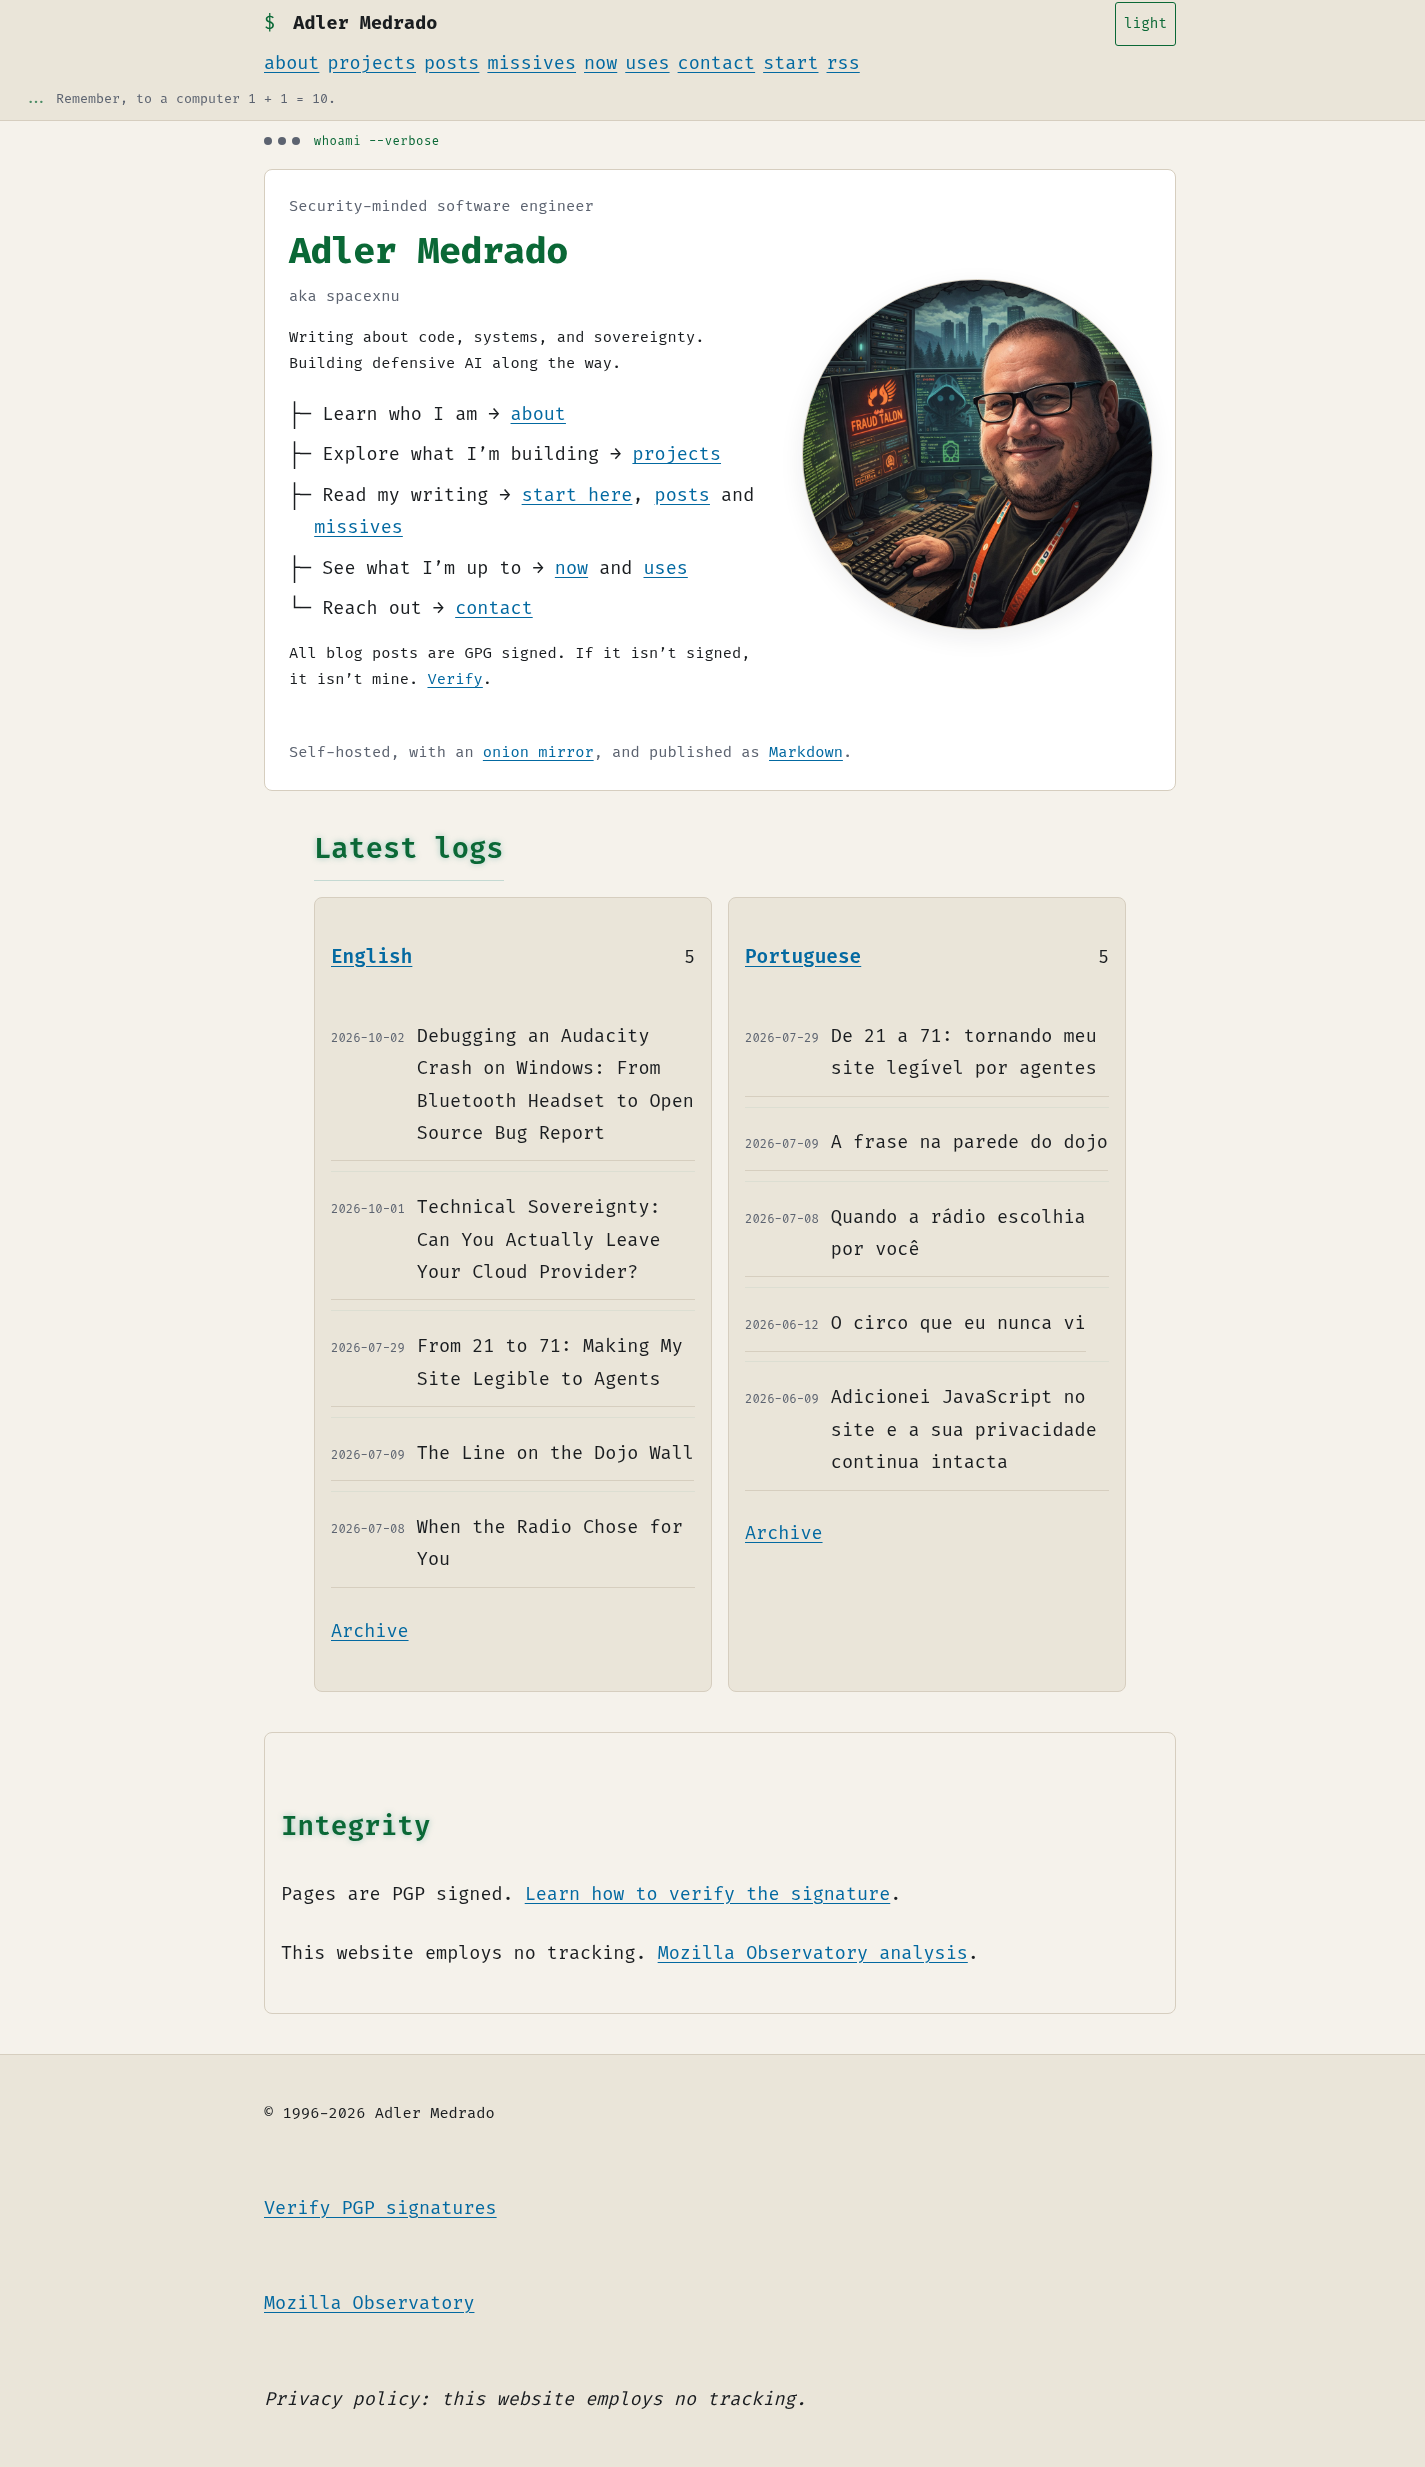 $ Adler Medrado
light
about projects posts missives now uses contact start rss
... Remember, to a computer 1 + 1 = 10.
whoami --verbose
Security-minded software engineer
Adler Medrado
aka spacexnu
Writing about code, systems, and sovereignty.
Building defensive AI along the way.
├─ Learn who I am → about
├─ Explore what I’m building → projects
├─ Read my writing → start here, posts and
missives
├─ See what I’m up to → now and uses
└─ Reach out → contact
FRAUD TALON
All blog posts are GPG signed. If it isn’t signed,
it isn’t mine. Verify.
Self-hosted, with an onion mirror, and published as Markdown.
Latest logs
English 5
2026-10-02 Debugging an Audacity
Crash on Windows: From
Bluetooth Headset to Open
Source Bug Report
2026-10-01 Technical Sovereignty:
Can You Actually Leave
Your Cloud Provider?
2026-07-29 From 21 to 71: Making My
Site Legible to Agents
2026-07-09 The Line on the Dojo Wall
2026-07-08 When the Radio Chose for
You
Archive
Portuguese 5
2026-07-29 De 21 a 71: tornando meu
site legível por agentes
2026-07-09 A frase na parede do dojo
2026-07-08 Quando a rádio escolhia
por você
2026-06-12 O circo que eu nunca vi
2026-06-09 Adicionei JavaScript no
site e a sua privacidade
continua intacta
Archive
Integrity
Pages are PGP signed. Learn how to verify the signature.
This website employs no tracking. Mozilla Observatory analysis.
© 1996-2026 Adler Medrado
Verify PGP signatures
Mozilla Observatory
Privacy policy: this website employs no tracking.